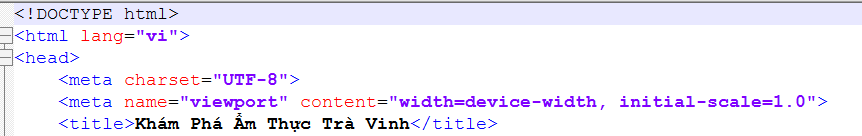 <!DOCTYPE html>
<html lang="vi">
<head>
<meta charset="UTF-8">
<meta name="viewport" content="width=device-width, initial-scale=1.0">
<title>Khám Phá Ẩm Thực Trà Vinh</title>